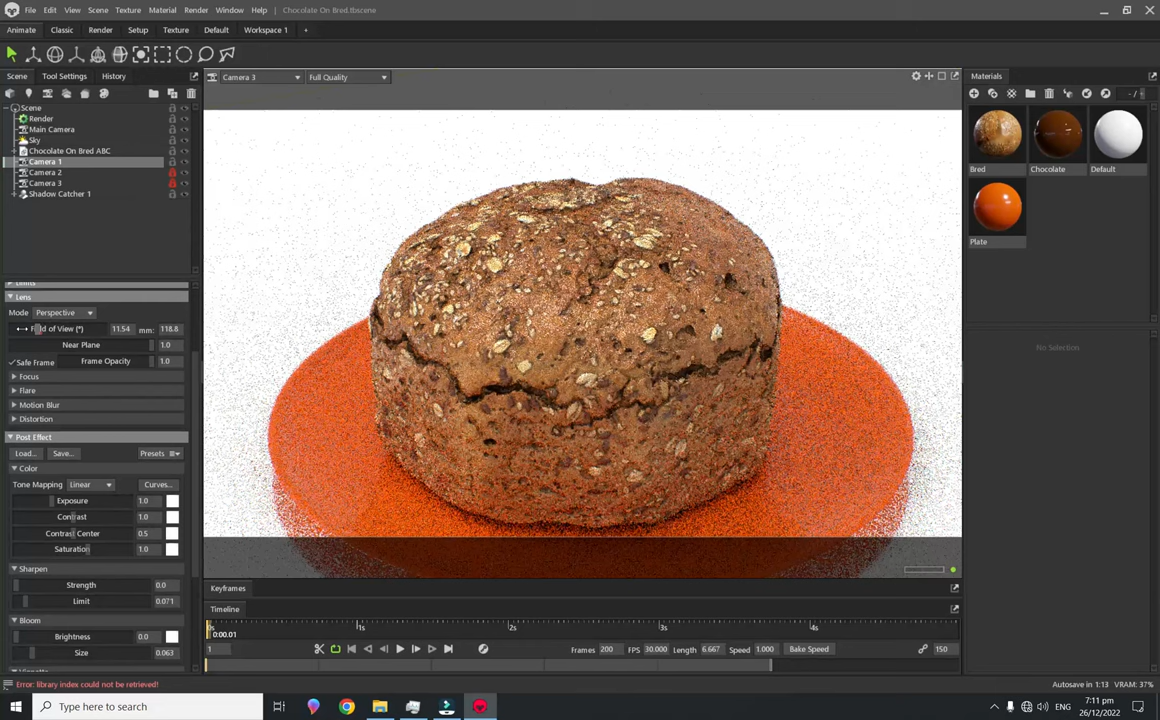 File Edit View Scene Texture Material Render Window Help Chocolate On Bred.tbscene
Animate Classic Render Setup Texture Default Workspace 1 +
Scene Tool Settings History
Camera 3 Full Quality
Materials
- /
Scene
Render
Main Camera
Sky
Chocolate On Bred ABC
Camera 1
Camera 2
Camera 3
Shadow Catcher 1
Bred Chocolate Default
Plate
No Selection
Limits
Lens
Mode Perspective
Field of View (°) 11.54 mm: 118.8
Near Plane 1.0
Safe Frame Frame Opacity 1.0
Focus
Flare
Motion Blur
Distortion
Post Effect
Load... Save... Presets
Color
Tone Mapping Linear Curves...
Exposure 1.0
Contrast 1.0
Contrast Center 0.5
Saturation 1.0
Sharpen
Strength 0.0
Limit 0.071
Bloom
Brightness 0.0
Size 0.063
Vignette
Keyframes
Timeline
0s 1s 2s 3s 4s
0:00.01
1 Frames 200 FPS 30.000 Length 6.667 Speed 1.000 Bake Speed 150
Error: library index could not be retrieved!
Autosave in 1:13 VRAM: 37%
Type here to search
ENG
7:11 pm
26/12/2022